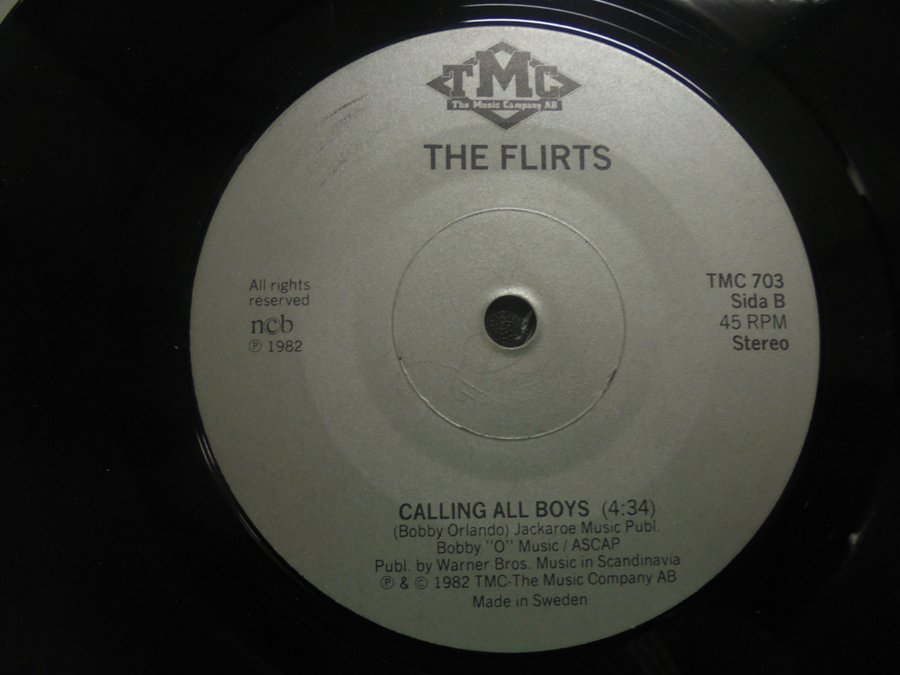 TMC
The Music Company AB
THE FLIRTS
All rights
reserved
ncb
℗ 1982
TMC 703
Sida B
45 RPM
Stereo
CALLING ALL BOYS (4:34)
(Bobby Orlando) Jackaroe Music Publ.
Bobby "O" Music / ASCAP
Publ. by Warner Bros. Music in Scandinavia
℗ & © 1982 TMC-The Music Company AB
Made in Sweden